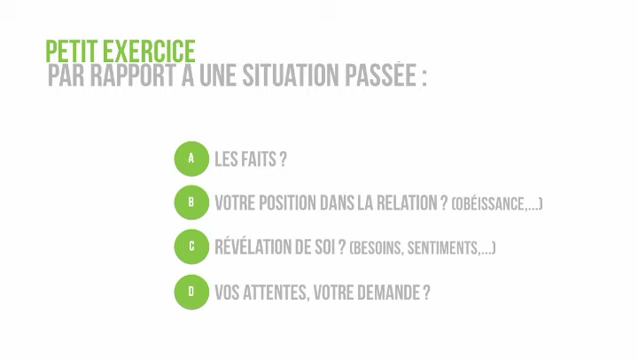 PETIT EXERCICE
PAR RAPPORT À UNE SITUATION PASSÉE :
A LES FAITS ?
B VOTRE POSITION DANS LA RELATION ? (OBÉISSANCE,...)
C RÉVÉLATION DE SOI ? (BESOINS, SENTIMENTS,...)
D VOS ATTENTES, VOTRE DEMANDE ?